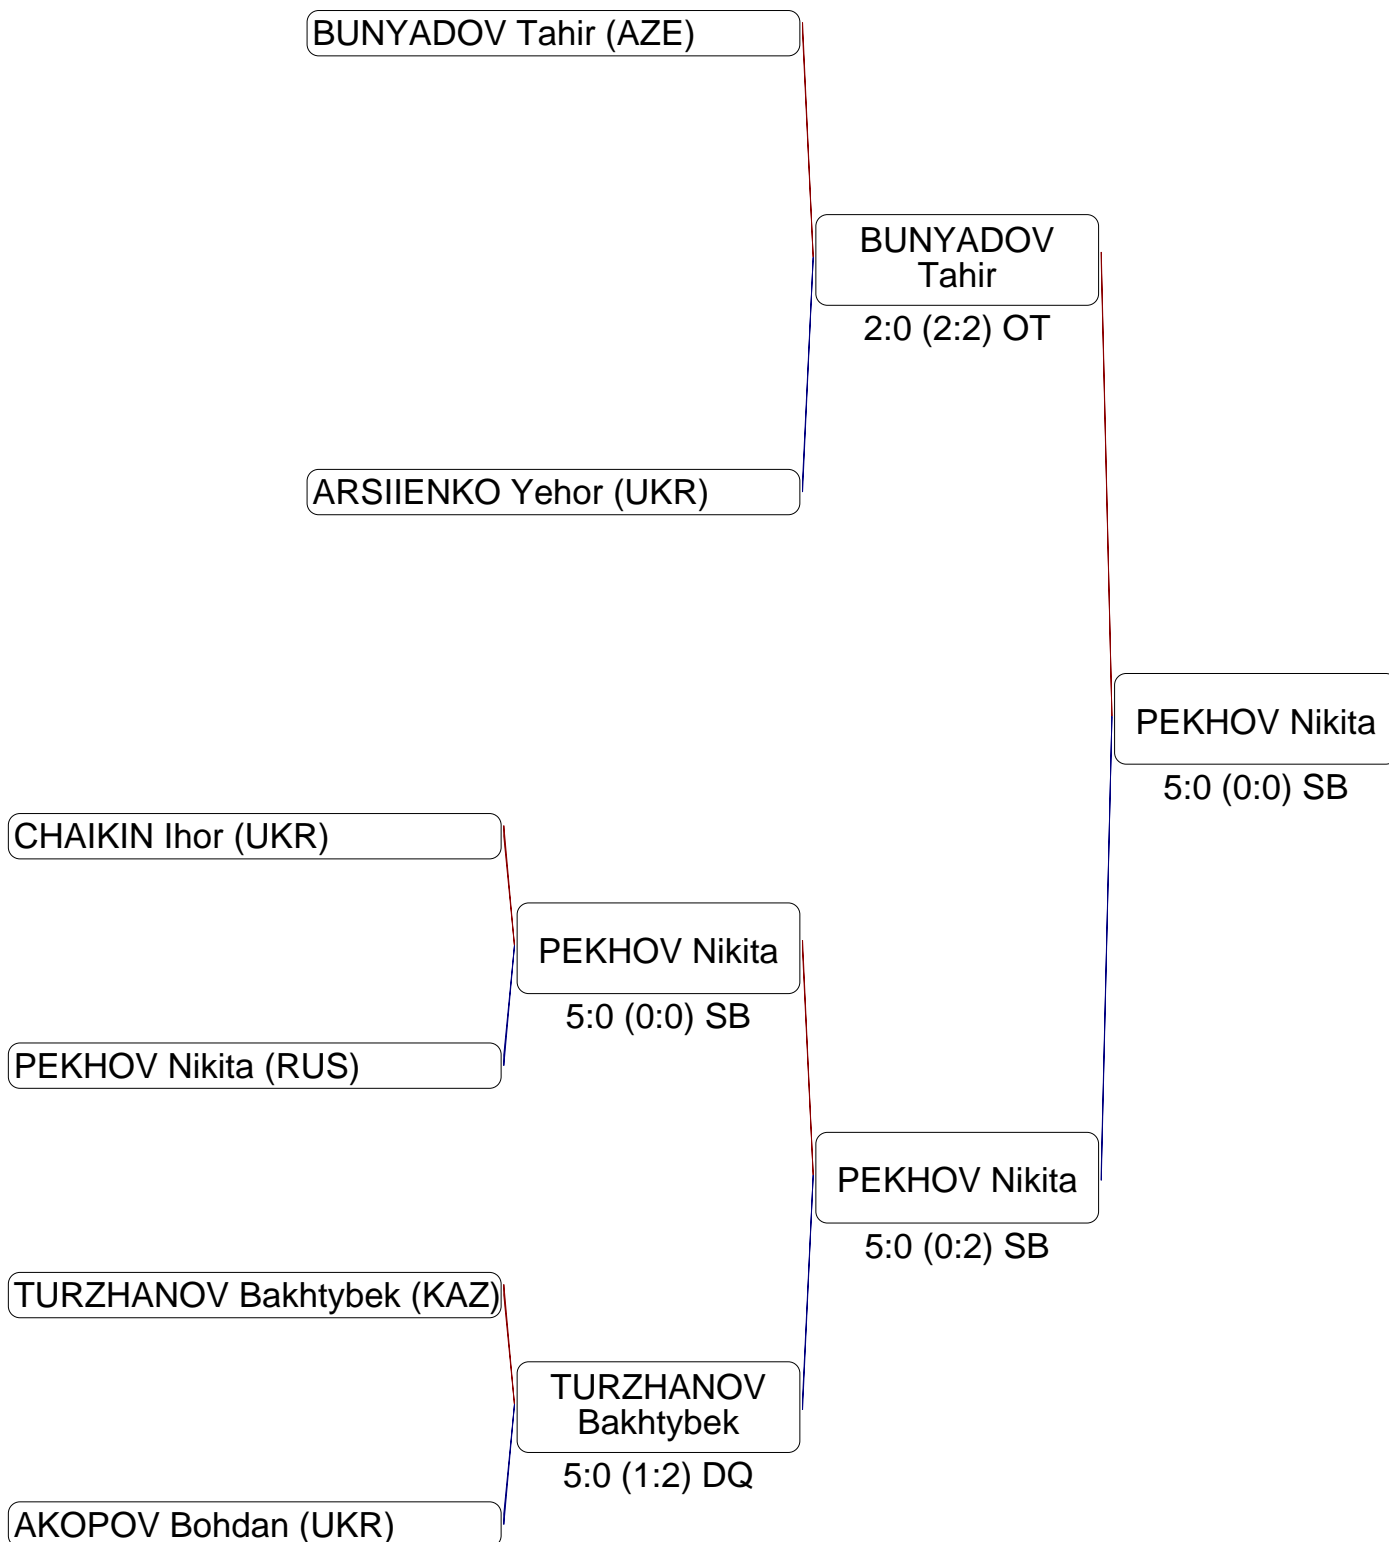 BUNYADOV Tahir (AZE)
BUNYADOV
Tahir
2:0 (2:2) OT
ARSIIENKO Yehor (UKR)
PEKHOV Nikita
5:0 (0:0) SB
CHAIKIN Ihor (UKR)
PEKHOV Nikita
5:0 (0:0) SB
PEKHOV Nikita (RUS)
PEKHOV Nikita
5:0 (0:2) SB
TURZHANOV Bakhtybek (KAZ)
TURZHANOV
Bakhtybek
5:0 (1:2) DQ
AKOPOV Bohdan (UKR)